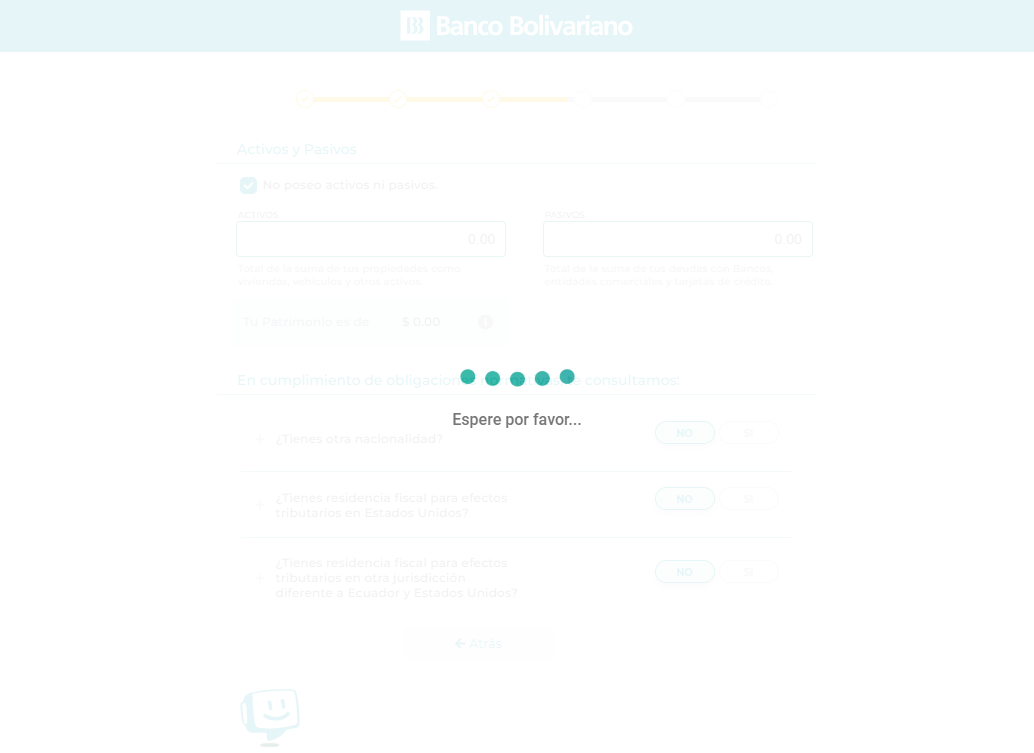 Banco Bolivariano
Activos y Pasivos
No poseo activos ni pasivos.
ACTIVOS
PASIVOS
0.00
0.00
Total de la suma de tus propiedades como:
viviendas, vehículos y otros activos.
Total de la suma de tus deudas con Bancos,
entidades comerciales y tarjetas de crédito.
Tu Patrimonio es de $ 0.00
En cumplimiento de obligaciones te consultamos:
Espere por favor...
+ ¿Tienes otra nacionalidad? NO SI
+ ¿Tienes residencia fiscal para efectos
tributarios en Estados Unidos?
NO SI
+ ¿Tienes residencia fiscal para efectos
tributarios en otra jurisdicción
diferente a Ecuador y Estados Unidos?
NO SI
Atrás